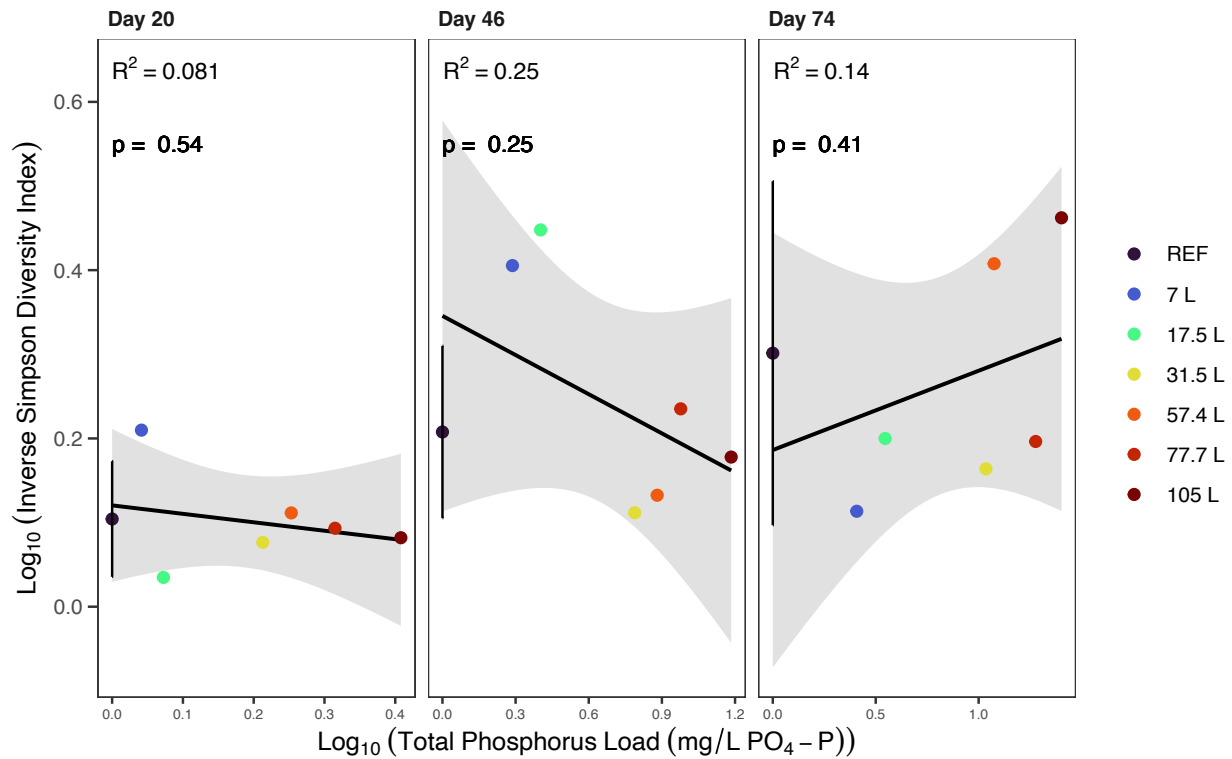 Day 20 Day 46 Day 74
R² = 0.081 R² = 0.25 R² = 0.14
p = 0.54 p = 0.25 p = 0.41
0.6
0.4
0.2
0.0
Log₁₀ (Inverse Simpson Diversity Index)
REF
7 L
17.5 L
31.5 L
57.4 L
77.7 L
105 L
0.0 0.1 0.2 0.3 0.4 0.0 0.3 0.6 0.9 1.2 0.0 0.5 1.0
Log₁₀ (Total Phosphorus Load (mg/L PO₄ – P))